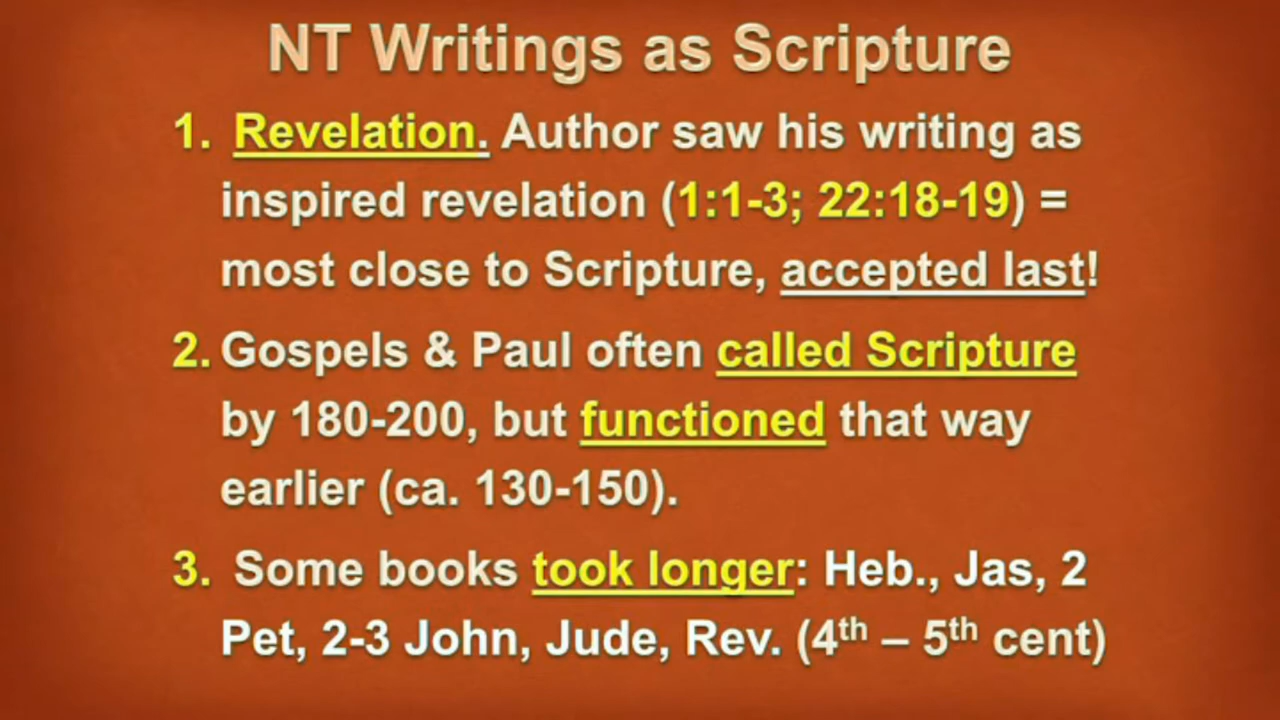 NT Writings as Scripture
1. Revelation. Author saw his writing as
inspired revelation (1:1-3; 22:18-19) =
most close to Scripture, accepted last!
2. Gospels & Paul often called Scripture
by 180-200, but functioned that way
earlier (ca. 130-150).
3. Some books took longer: Heb., Jas, 2
Pet, 2-3 John, Jude, Rev. (4th – 5th cent)